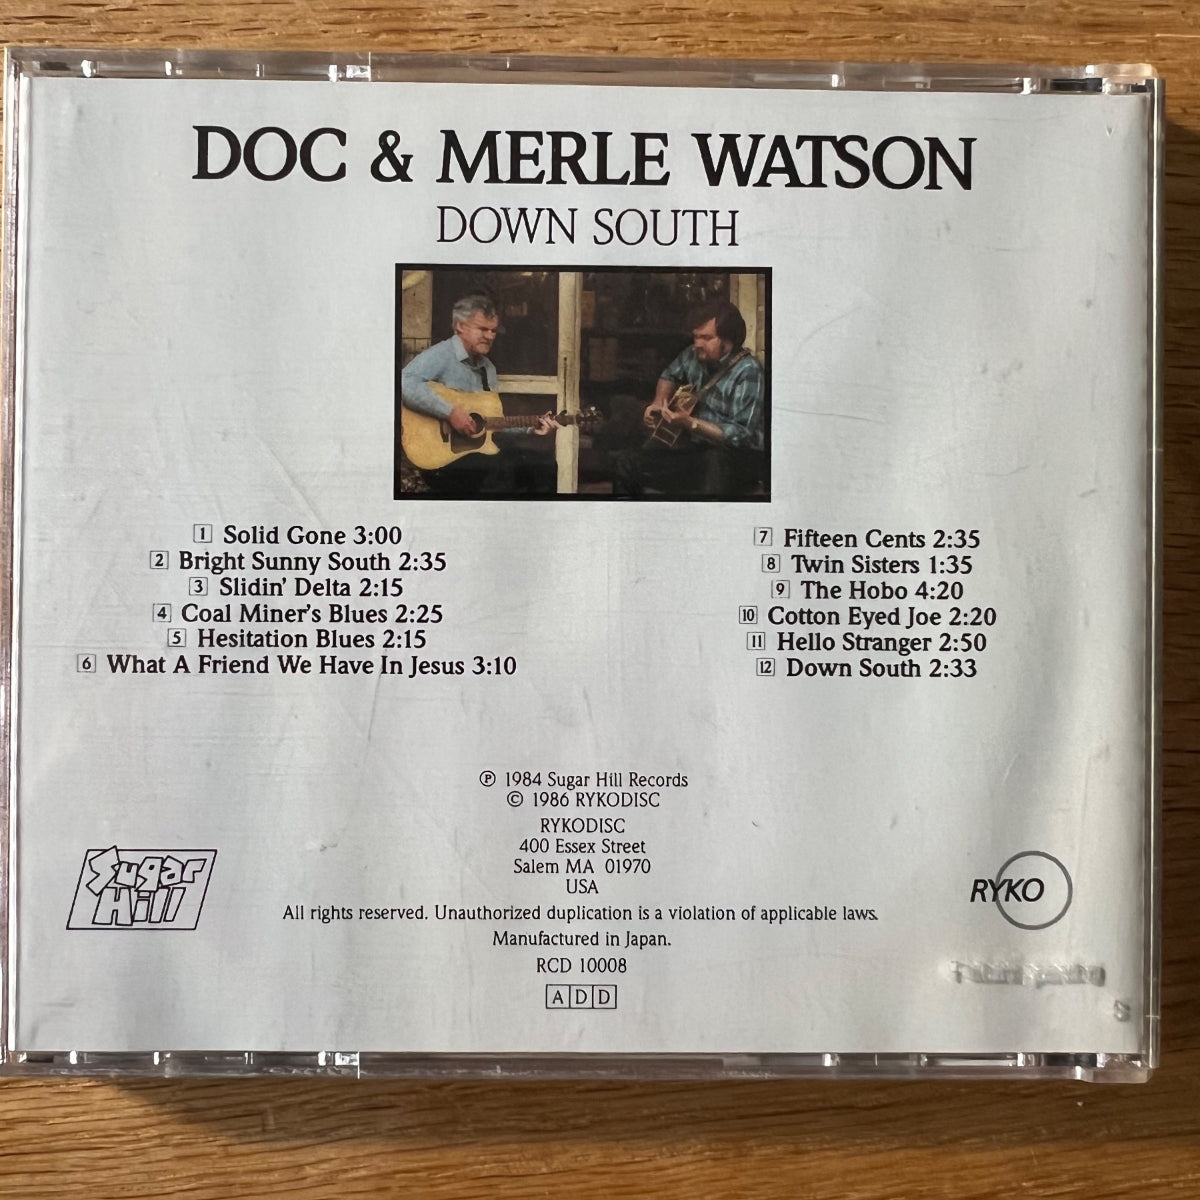 DOC & MERLE WATSON
DOWN SOUTH
1 Solid Gone 3:00
2 Bright Sunny South 2:35
3 Slidin' Delta 2:15
4 Coal Miner's Blues 2:25
5 Hesitation Blues 2:15
6 What A Friend We Have In Jesus 3:10
7 Fifteen Cents 2:35
8 Twin Sisters 1:35
9 The Hobo 4:20
10 Cotton Eyed Joe 2:20
11 Hello Stranger 2:50
12 Down South 2:33
℗ 1984 Sugar Hill Records
© 1986 RYKODISC
RYKODISC
400 Essex Street
Salem MA 01970
USA
Sugar
Hill
RYKO
All rights reserved. Unauthorized duplication is a violation of applicable laws.
Manufactured in Japan.
RCD 10008
A D D